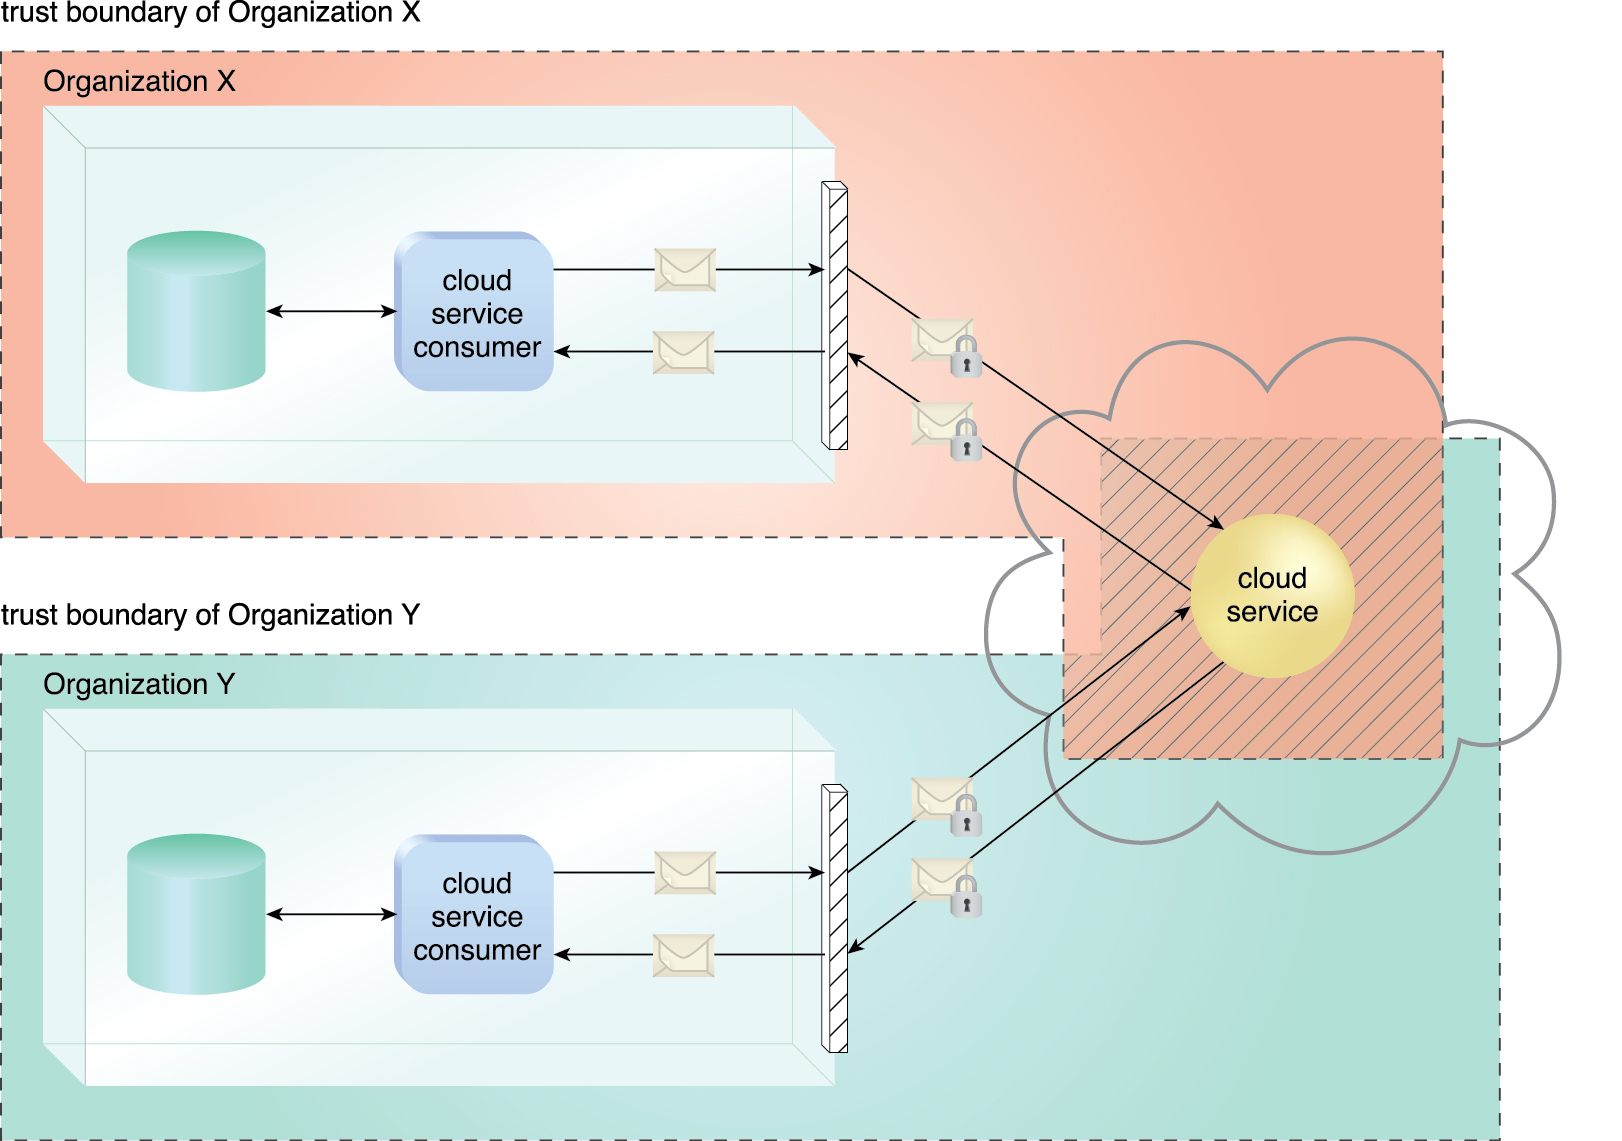 trust boundary of Organization X
Organization X
cloud
service
consumer
cloud
service
trust boundary of Organization Y
Organization Y
cloud
service
consumer